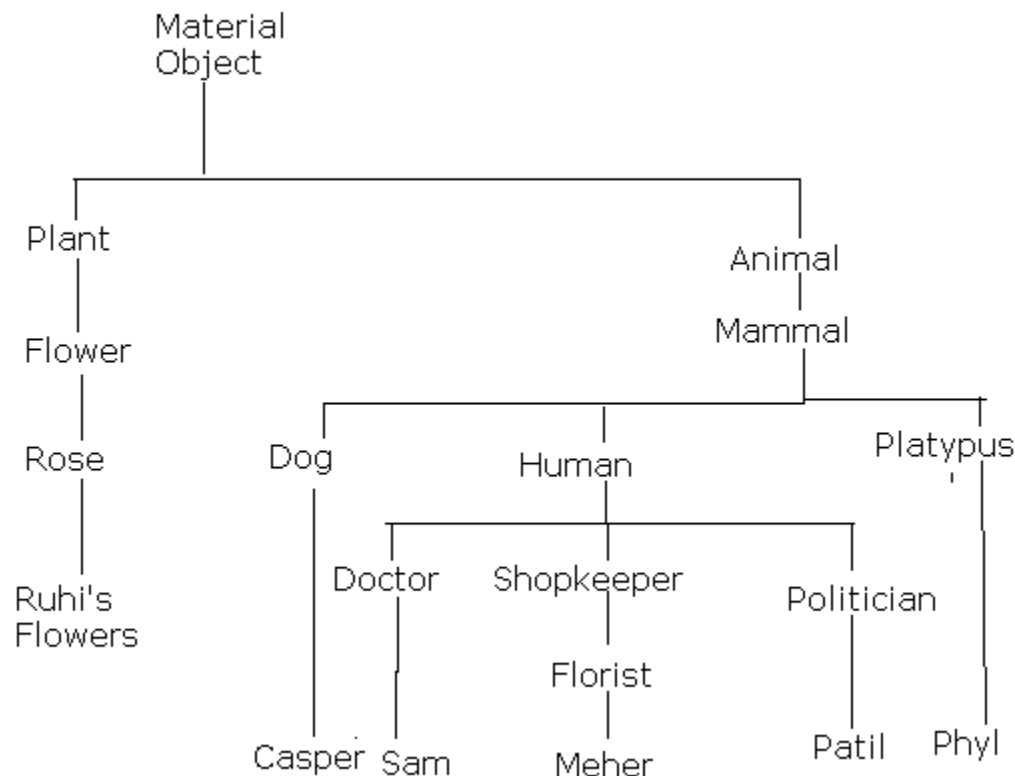 Material
Object
Plant
Animal
Flower
Mammal
Rose
Dog
Human
Platypus
Doctor
Shopkeeper
Politician
Ruhi's
Flowers
Florist
Casper
Sam
Meher
Patil
Phyl